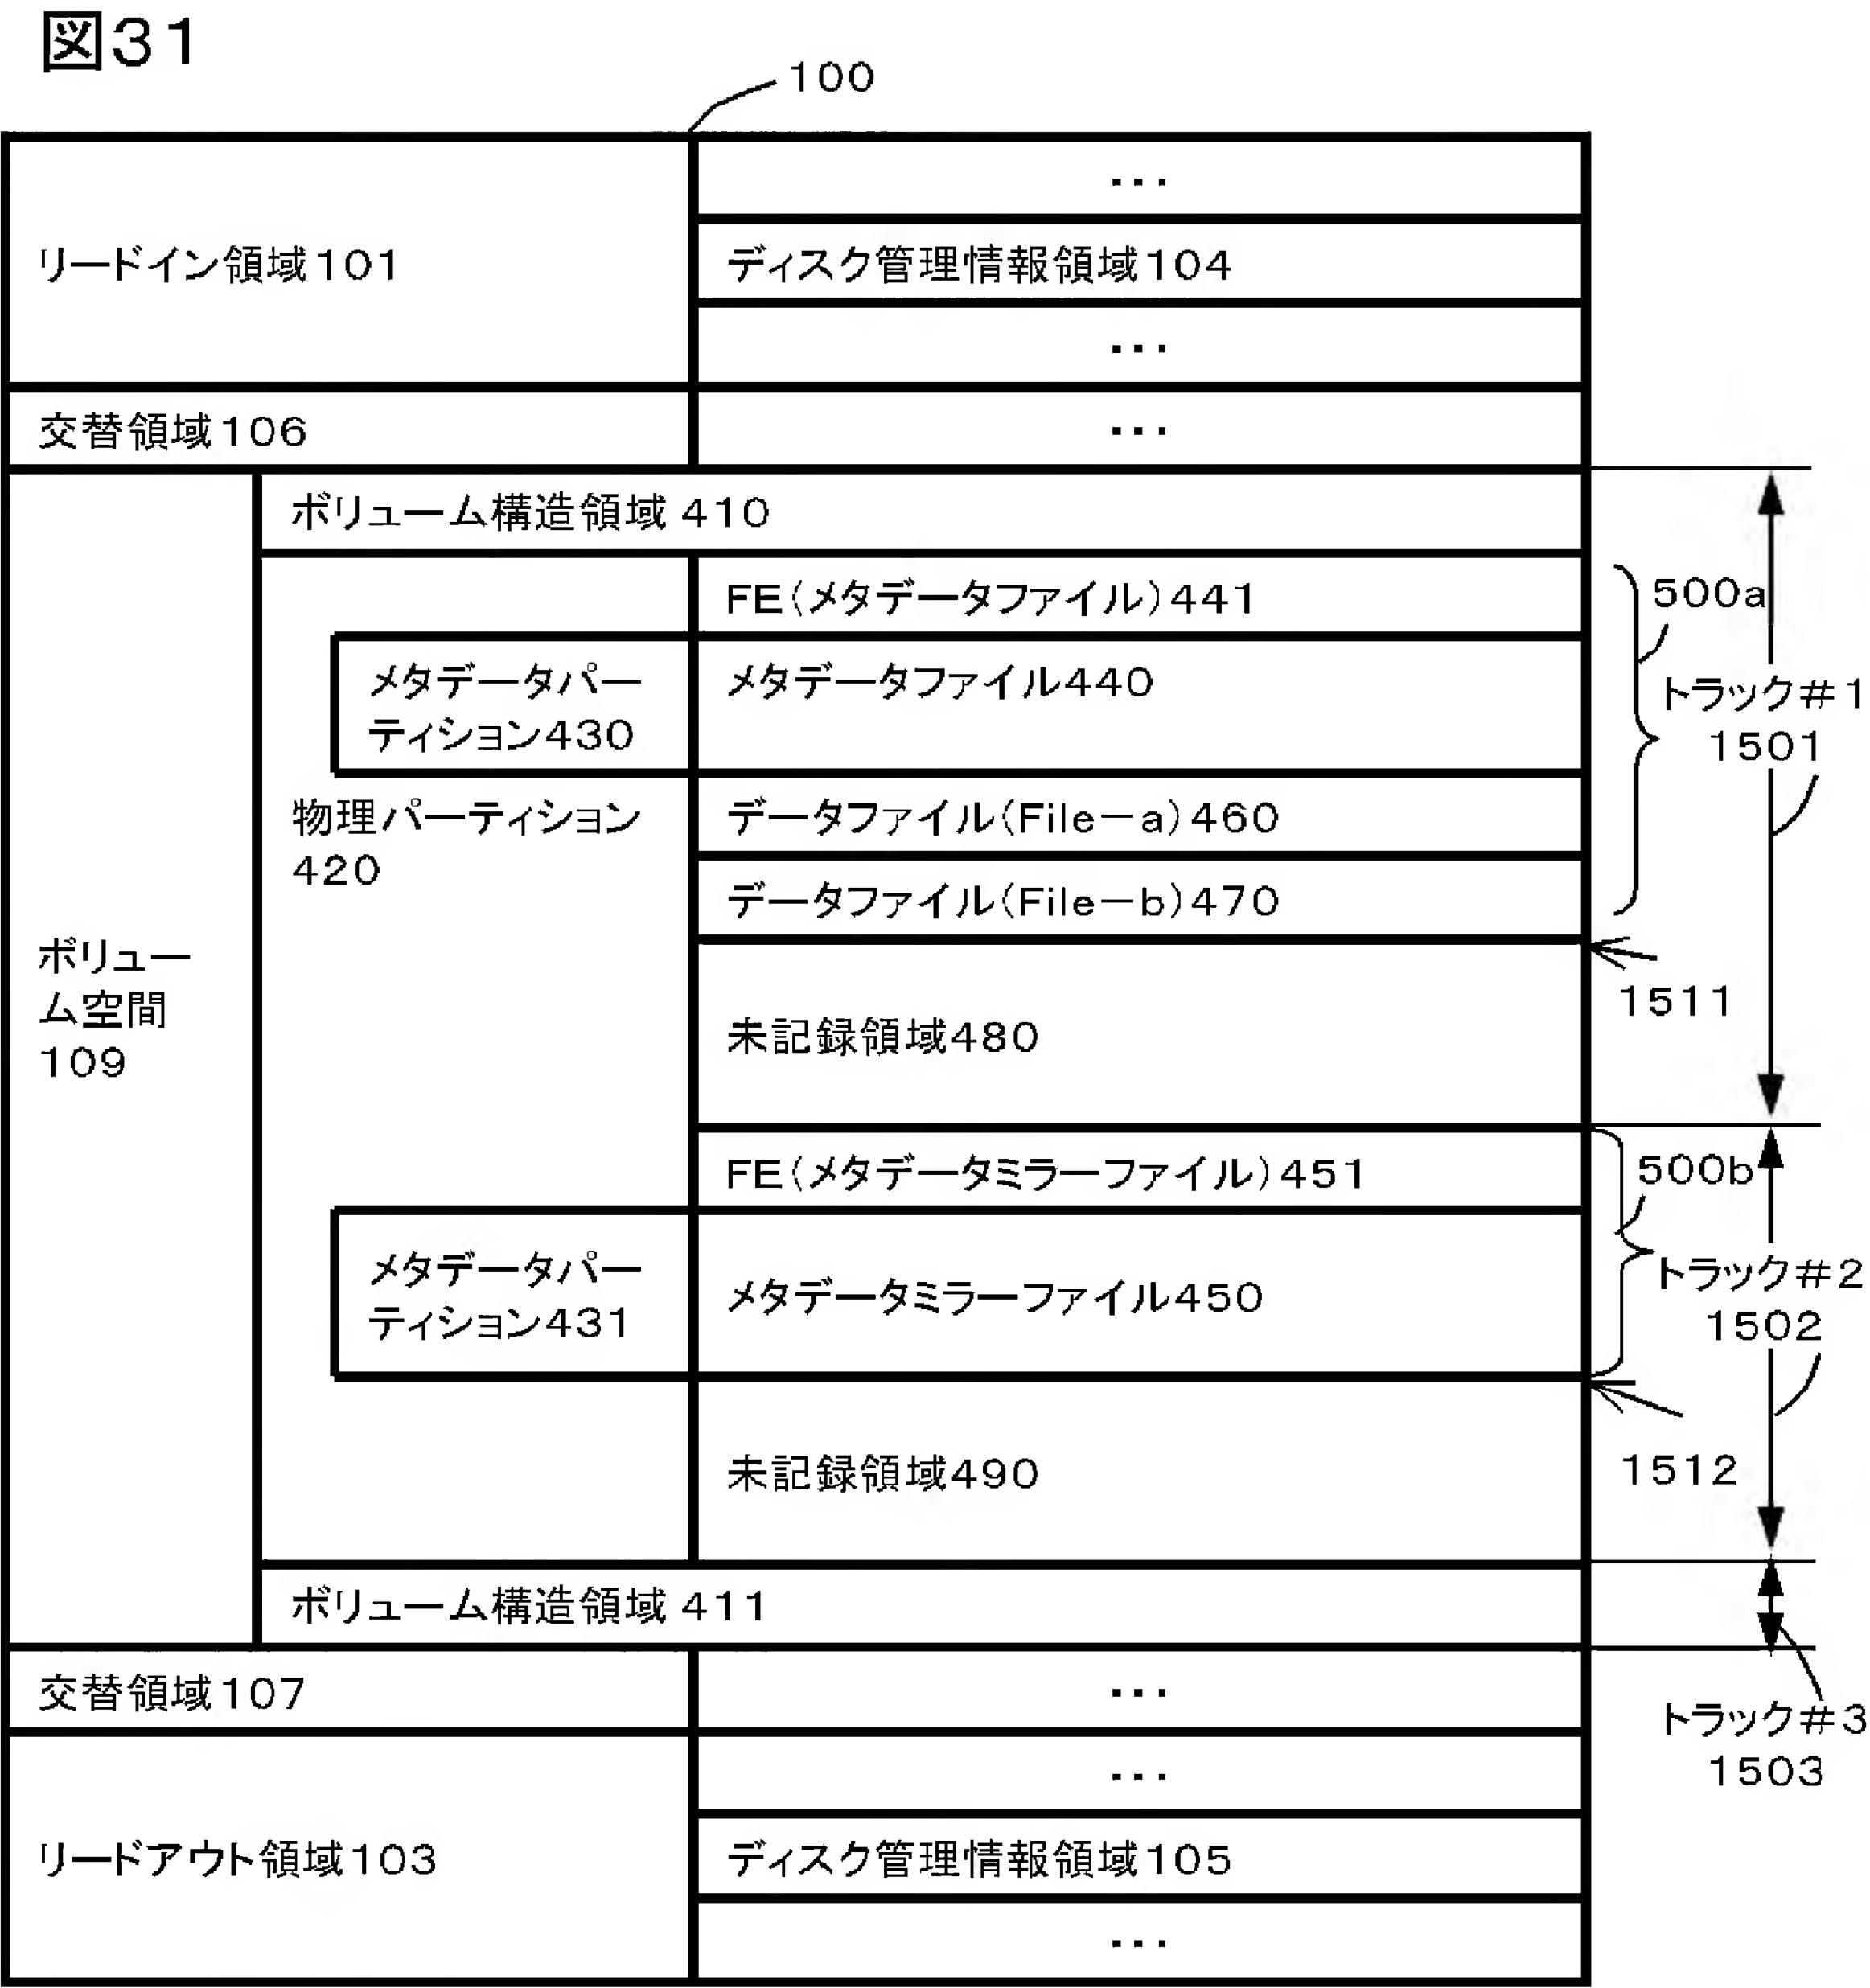 図31
100
・・・
リードイン領域101
ディスク管理情報領域104
・・・
交替領域106
・・・
ボリューム構造領域 410
FE(メタデータファイル)441
500a
メタデータパー
ティション430
メタデータファイル440
トラック#1
1501
物理パーティション
420
データファイル(File-a)460
データファイル(File-b)470
ボリュー
ム空間
109
1511
未記録領域480
FE(メタデータミラーファイル)451
500b
メタデータパー
ティション431
メタデータミラーファイル450
トラック#2
1502
1512
未記録領域490
ボリューム構造領域 411
交替領域107
・・・
トラック#3
1503
・・・
リードアウト領域103
ディスク管理情報領域105
・・・